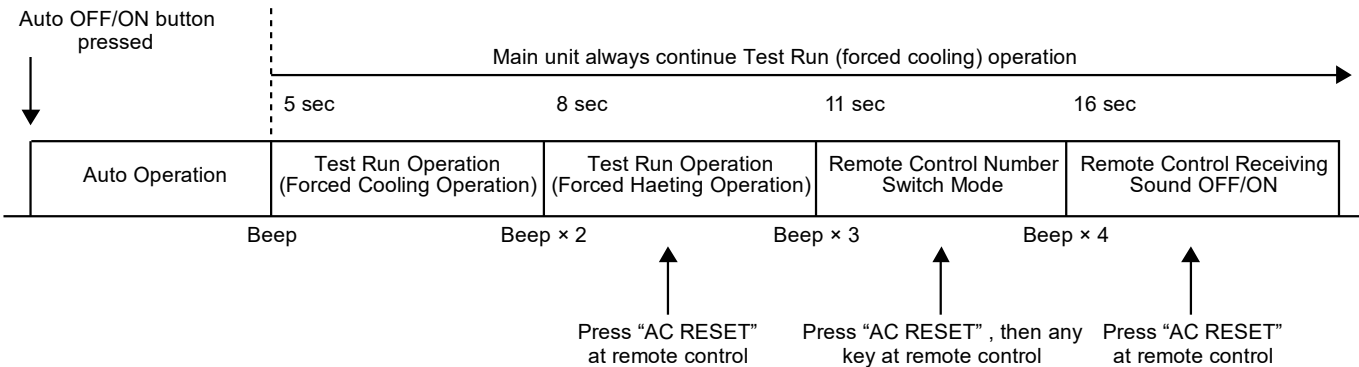 Auto OFF/ON button
pressed
Main unit always continue Test Run (forced cooling) operation
5 sec
8 sec
11 sec
16 sec
Auto Operation
Test Run Operation
(Forced Cooling Operation)
Test Run Operation
(Forced Haeting Operation)
Remote Control Number
Switch Mode
Remote Control Receiving
Sound OFF/ON
Beep
Beep × 2
Beep × 3
Beep × 4
Press “AC RESET”
at remote control
Press “AC RESET” , then any
key at remote control
Press “AC RESET”
at remote control